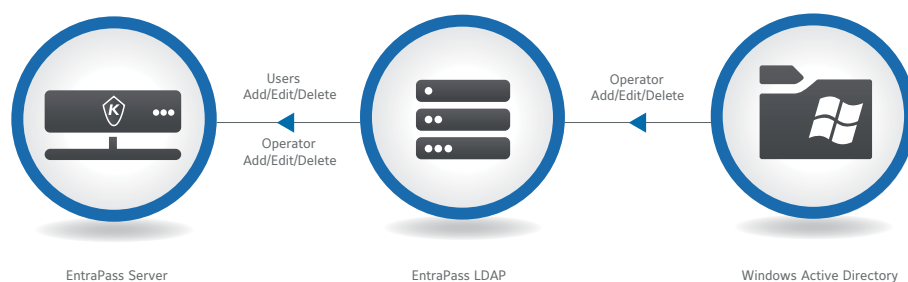 K
Users
Add/Edit/Delete
Operator
Add/Edit/Delete
Operator
Add/Edit/Delete
EntraPass Server
EntraPass LDAP
Windows Active Directory